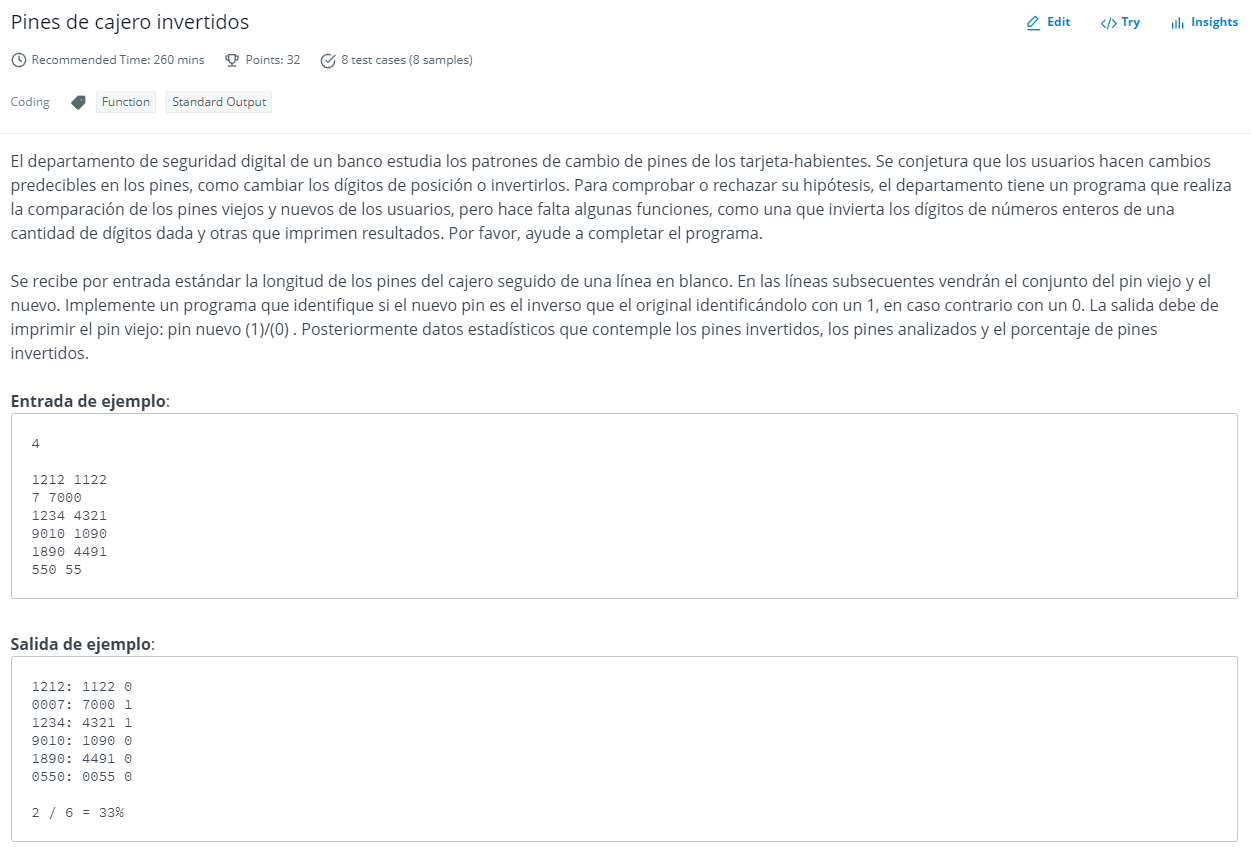 Pines de cajero invertidos
Edit
</> Try
Insights
Recommended Time: 260 mins
Points: 32
8 test cases (8 samples)
Coding
Function
Standard Output
El departamento de seguridad digital de un banco estudia los patrones de cambio de pines de los tarjeta-habientes. Se conjetura que los usuarios hacen cambios
predecibles en los pines, como cambiar los dígitos de posición o invertirlos. Para comprobar o rechazar su hipótesis, el departamento tiene un programa que realiza
la comparación de los pines viejos y nuevos de los usuarios, pero hace falta algunas funciones, como una que invierta los dígitos de números enteros de una
cantidad de dígitos dada y otras que imprimen resultados. Por favor, ayude a completar el programa.
Se recibe por entrada estándar la longitud de los pines del cajero seguido de una línea en blanco. En las líneas subsecuentes vendrán el conjunto del pin viejo y el
nuevo. Implemente un programa que identifique si el nuevo pin es el inverso que el original identificándolo con un 1, en caso contrario con un 0. La salida debe de
imprimir el pin viejo: pin nuevo (1)/(0) . Posteriormente datos estadísticos que contemple los pines invertidos, los pines analizados y el porcentaje de pines
invertidos.
Entrada de ejemplo:
4
1212 1122
7 7000
1234 4321
9010 1090
1890 4491
550 55
Salida de ejemplo:
1212: 1122 0
0007: 7000 1
1234: 4321 1
9010: 1090 0
1890: 4491 0
0550: 0055 0
2 / 6 = 33%